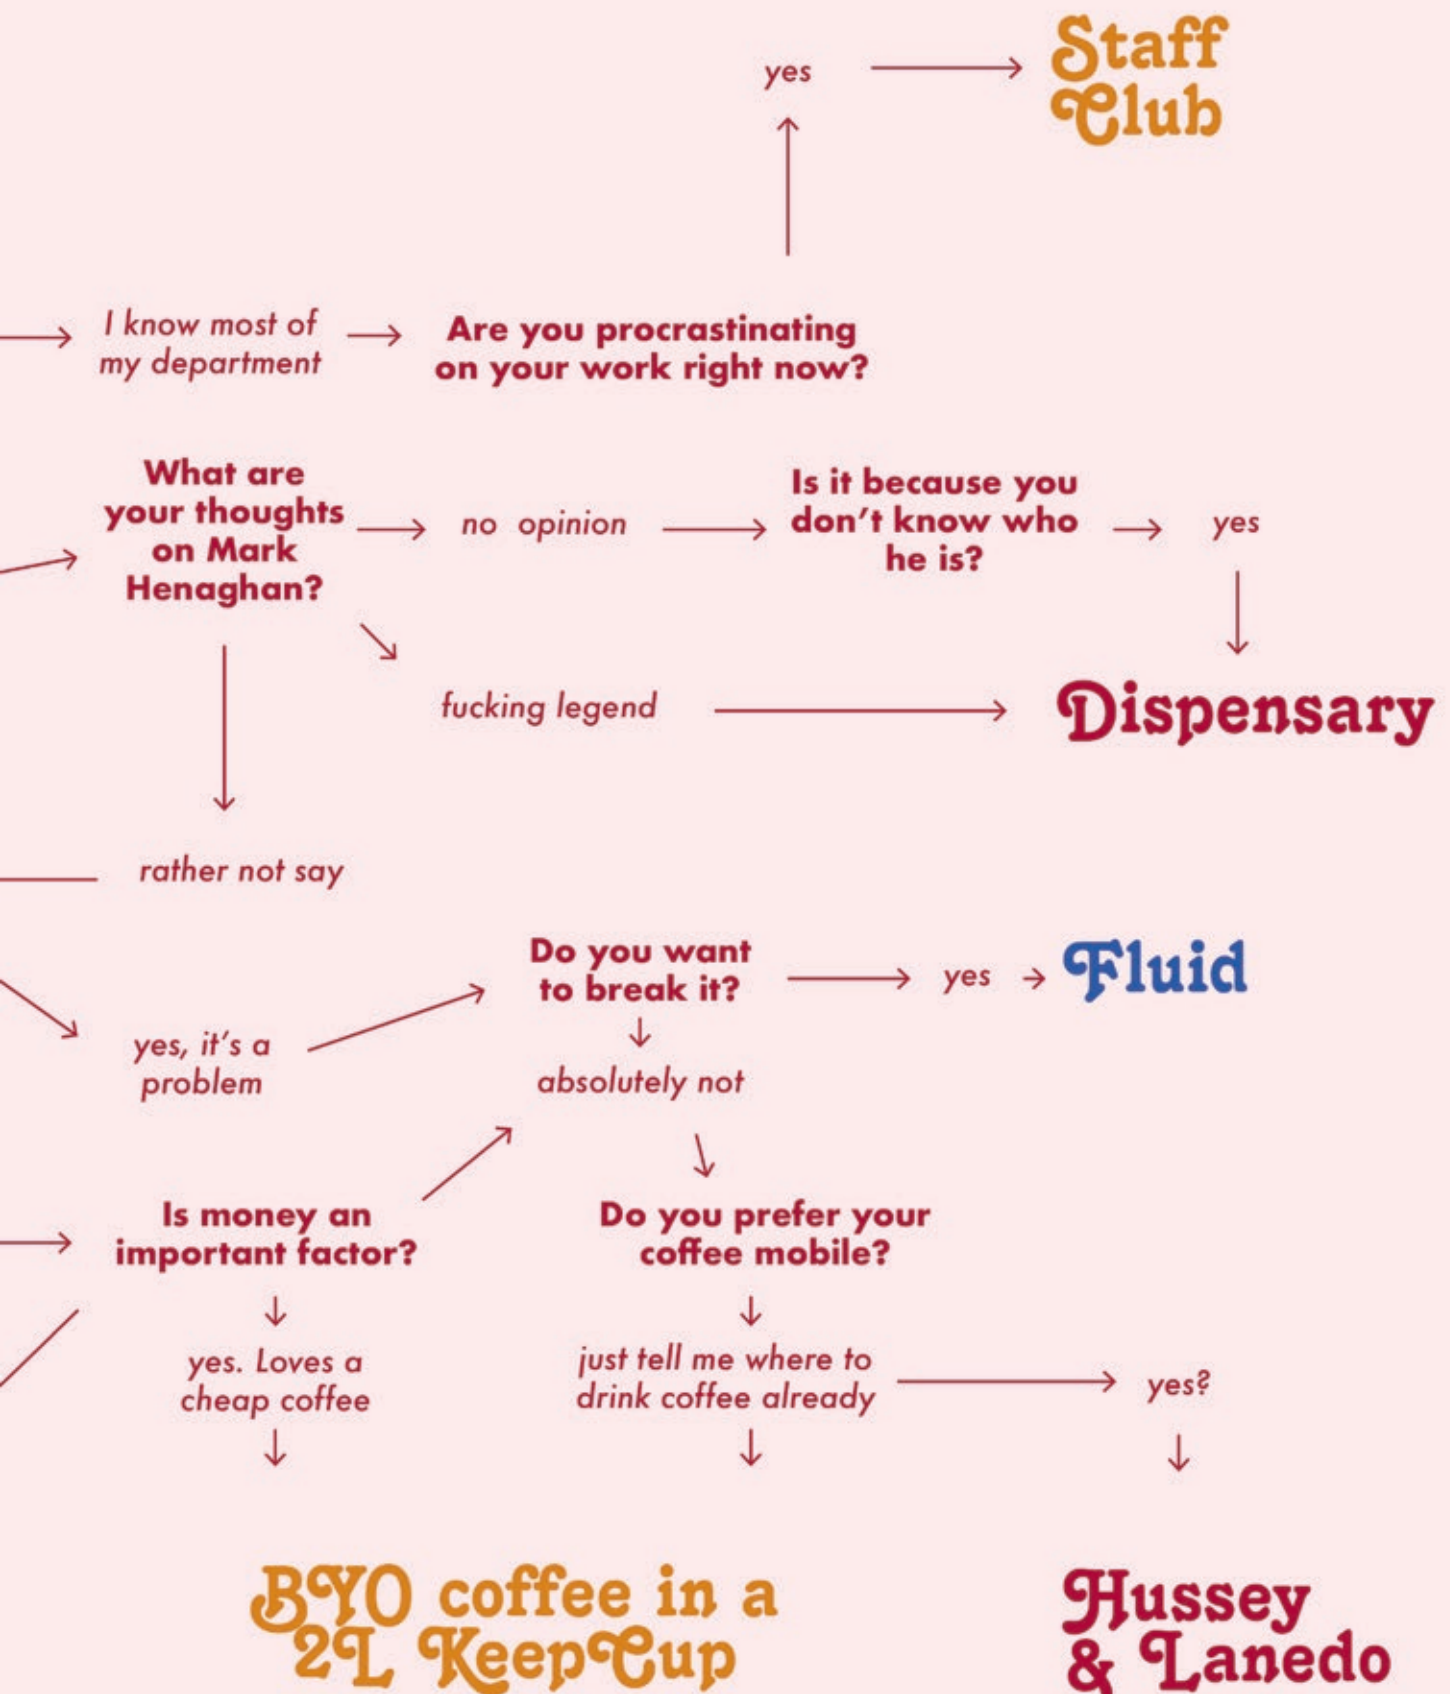 Staff
Club
yes
I know most of
my department
Are you procrastinating
on your work right now?
What are
your thoughts
on Mark
Henaghan?
no opinion
Is it because you
don't know who
he is?
yes
fucking legend
Dispensary
rather not say
Do you want
to break it?
yes
Fluid
yes, it's a
problem
absolutely not
Is money an
important factor?
Do you prefer your
coffee mobile?
yes. Loves a
cheap coffee
just tell me where to
drink coffee already
yes?
BYO coffee in a
2L KeepCup
Hussey
& Lanedo